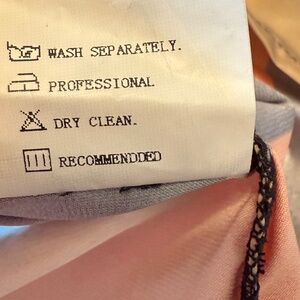 WASH SEPARATELY.
PROFESSIONAL
DRY CLEAN.
RECOMMENDDED